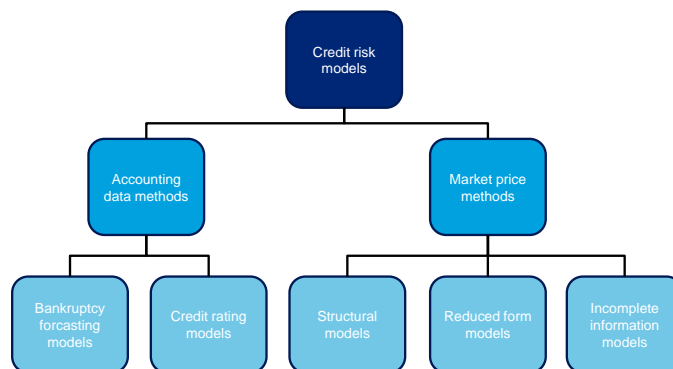 Credit risk
models
Accounting
data methods
Market price
methods
Bankruptcy
forcasting
models
Credit rating
models
Structural
models
Reduced form
models
Incomplete
information
models